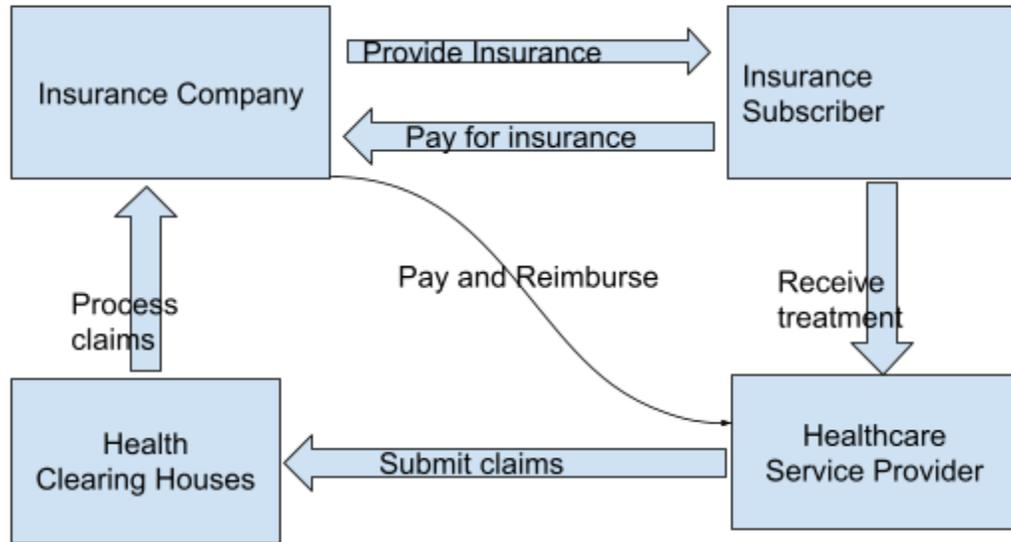 Insurance Company
Provide Insurance
Insurance
Subscriber
Pay for insurance
Pay and Reimburse
Process
claims
Receive
treatment
Health
Clearing Houses
Submit claims
Healthcare
Service Provider